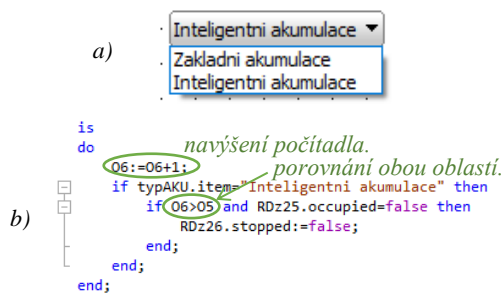 a)
Inteligentni akumulace
Zakladni akumulace
Inteligentni akumulace
is
do
navýšení počítadla.
O6:=O6+1;
porovnání obou oblastí.
if typAKU.item="Inteligentni akumulace" then
b)
if O6>O5 and RDz25.occupied=false then
RDz26.stopped:=false;
end;
end;
end;